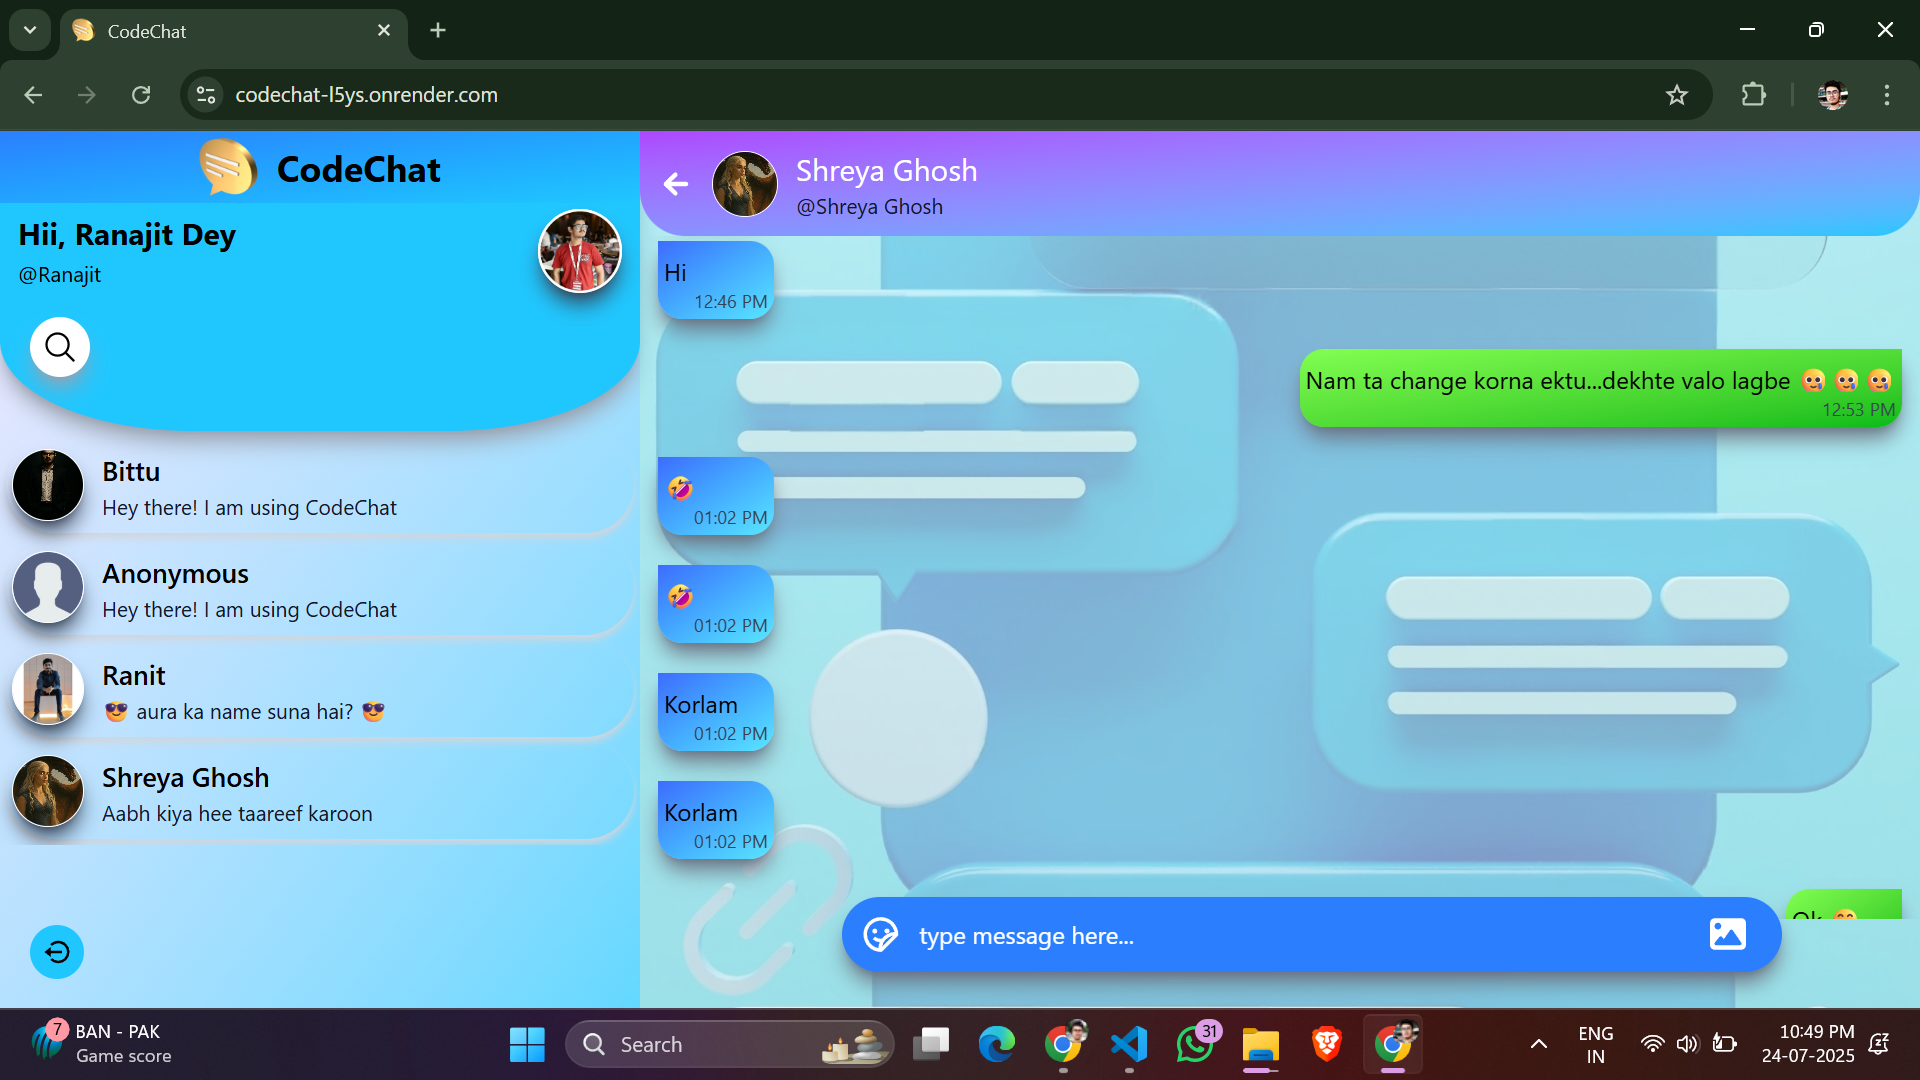 CodeChat
codechat-l5ys.onrender.com
CodeChat
Hii, Ranajit Dey
@Ranajit
Bittu
Hey there! I am using CodeChat
Anonymous
Hey there! I am using CodeChat
Ranit
😎 aura ka name suna hai? 😎
Shreya Ghosh
Aabh kiya hee taareef karoon
Shreya Ghosh
@Shreya Ghosh
Hi
12:46 PM
Nam ta change korna ektu...dekhte valo lagbe 🥲🥲🥲
12:53 PM
🤣
01:02 PM
🤣
01:02 PM
Korlam
01:02 PM
Korlam
01:02 PM
Ok 😊
type message here...
7
BAN - PAK
Game score
Search
31
ENG
IN
10:49 PM
24-07-2025